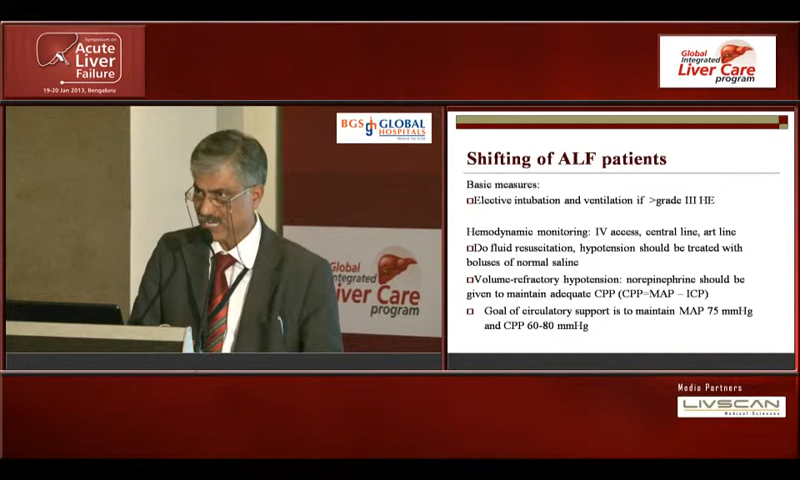 Symposium on
Acute
Liver
Failure
19-20 Jan 2013, Bengaluru
Global
Integrated
Liver Care
program
BGS GLOBAL
HOSPITALS
Global
Integrated
iver Care
program
Shifting of ALF patients
Basic measures:
Elective intubation and ventilation if >grade III HE
Hemodynamic monitoring: IV access, central line, art line
Do fluid resuscitation, hypotension should be treated with
boluses of normal saline
Volume-refractory hypotension: norepinephrine should be
given to maintain adequate CPP (CPP=MAP – ICP)
Goal of circulatory support is to maintain MAP 75 mmHg
and CPP 60-80 mmHg
Media Partners
LIVSCAN
Medical Sciences